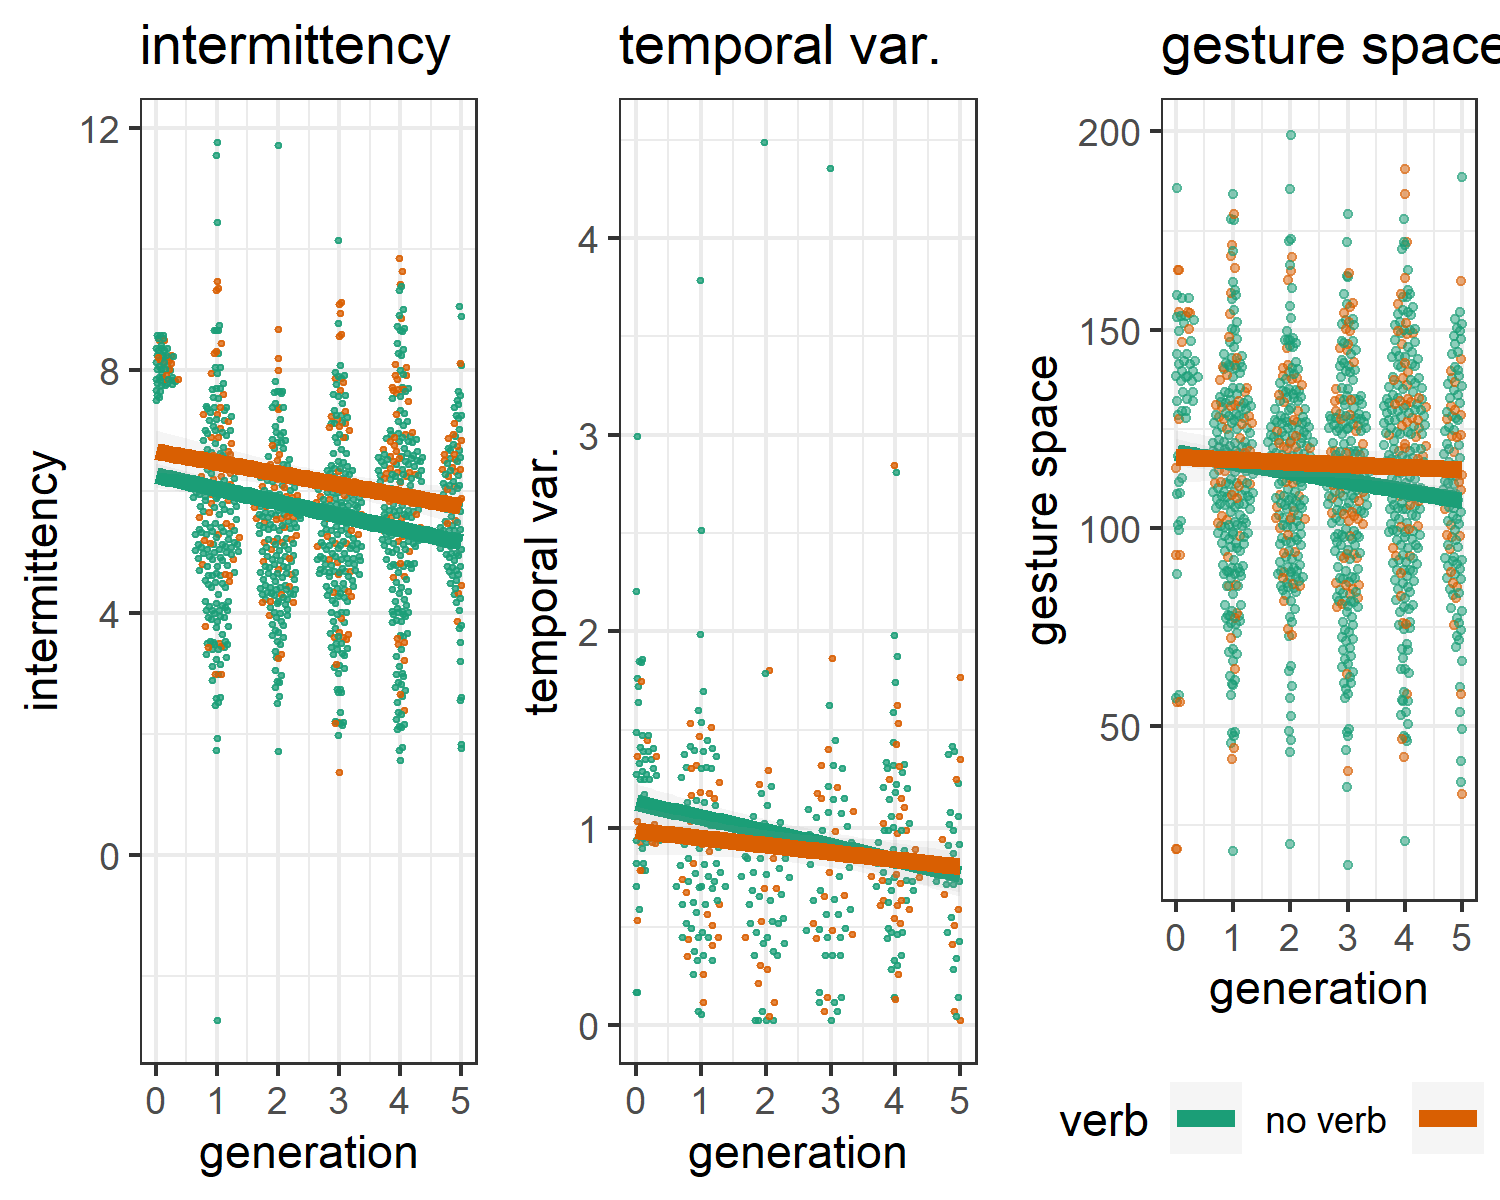 intermittency
12
8
4
0
intermittency
0 1 2 3 4 5
generation
temporal var.
4
3
2
1
0
temporal var.
0 1 2 3 4 5
generation
gesture space
200
150
100
50
gesture space
0 1 2 3 4 5
generation
verb no verb